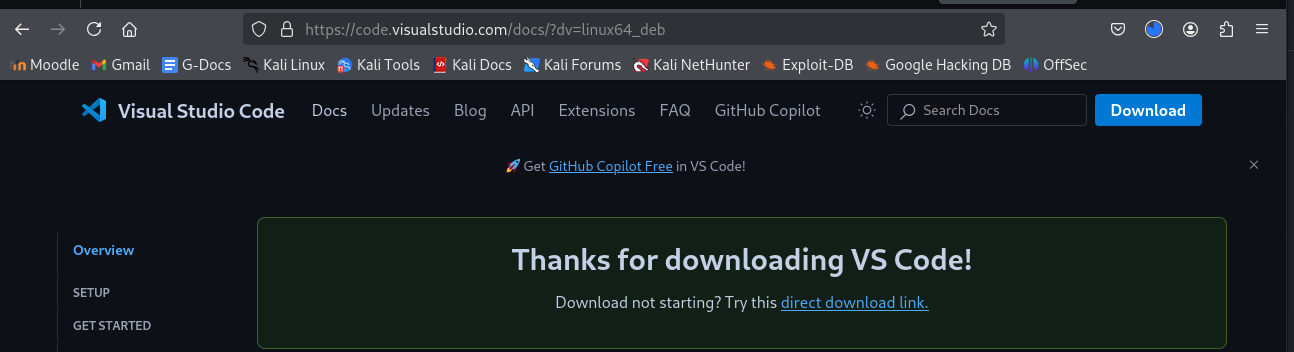 https://code.visualstudio.com/docs/?dv=linux64_deb
Moodle Gmail G-Docs Kali Linux Kali Tools Kali Docs Kali Forums Kali NetHunter Exploit-DB Google Hacking DB OffSec
Visual Studio Code Docs Updates Blog API Extensions FAQ GitHub Copilot Search Docs Download
🚀 Get GitHub Copilot Free in VS Code!
Overview
Thanks for downloading VS Code!
SETUP
Download not starting? Try this direct download link.
GET STARTED